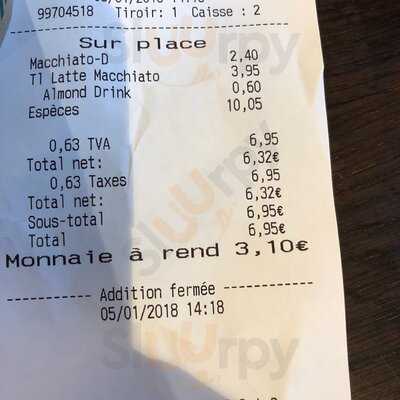 99704518 Tiroir: 1 Caisse : 2
Sur place
Macchiato-D 2,40
Tl Latte Macchiato 3,95
Almond Drink 0,60
Espèces 10,05
0,63 TVA 6,95
Total net: 6,32€
0,63 Taxes 6,95
Total net: 6,32€
Sous-total 6,95€
Total 6,95€
Monnaie à rend 3,10€
Addition fermée
05/01/2018 14:18
sluurpy
sluurpy
sluurpy